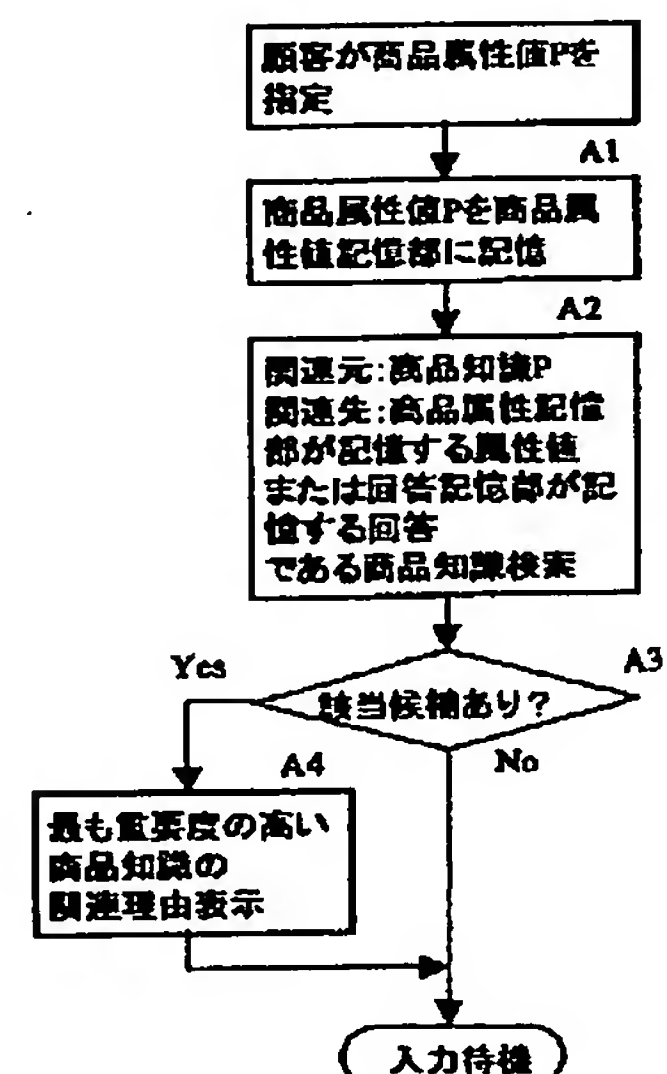 顧客が商品属性値Pを
指定
A1
商品属性値Pを商品属
性値記憶部に記憶
A2
関連元:商品知識P
関連先:商品属性記憶
部が記憶する属性値
または回答記憶部が記
憶する回答
である商品知識検索
A3
Yes
該当候補あり?
No
A4
最も重要度の高い
商品知識の
関連理由表示
入力待機